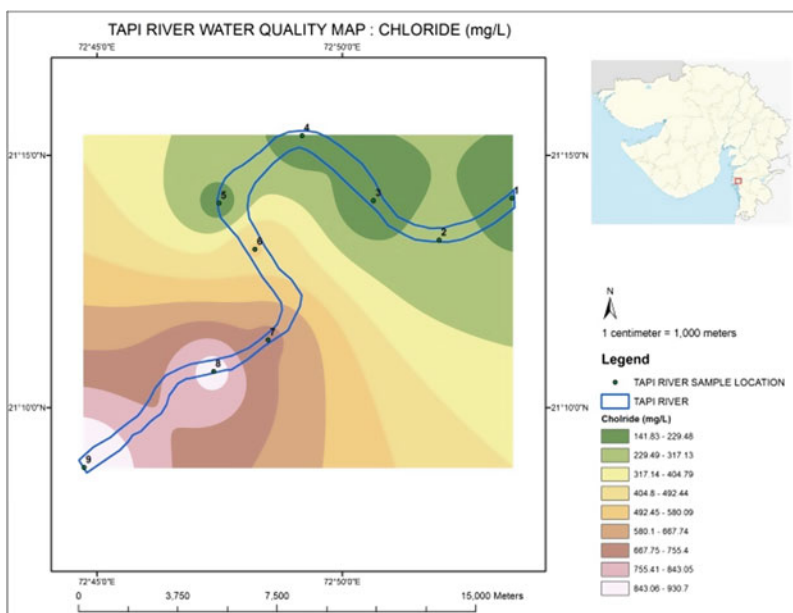 TAPI RIVER WATER QUALITY MAP : CHLORIDE (mg/L)
72°45'0"E 72°50'0"E
4
21°15'0"N 21°15'0"N
5 3 1
2
6
7
8
21°10'0"N 21°10'0"N
9
72°45'0"E 72°50'0"E
0 3,750 7,500 15,000 Meters
N
1 centimeter = 1,000 meters
Legend
TAPI RIVER SAMPLE LOCATION
TAPI RIVER
Cholride (mg/L)
141.83 - 229.48
229.49 - 317.13
317.14 - 404.79
404.8 - 492.44
492.45 - 580.09
580.1 - 667.74
667.75 - 755.4
755.41 - 843.05
843.06 - 930.7